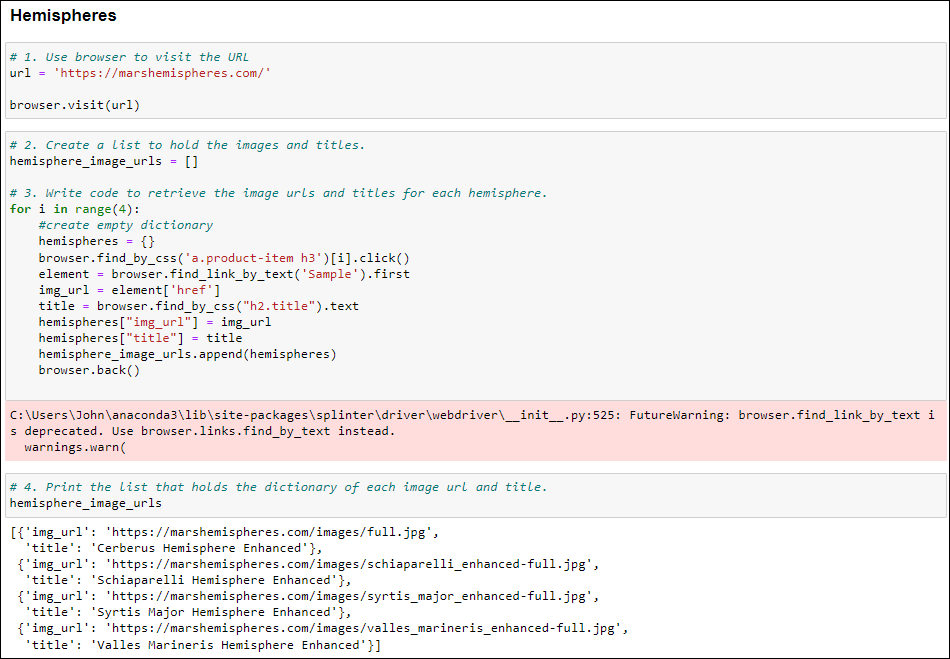 Hemispheres
# 1. Use browser to visit the URL
url = 'https://marshemispheres.com/'
browser.visit(url)
# 2. Create a list to hold the images and titles.
hemisphere_image_urls = []
# 3. Write code to retrieve the image urls and titles for each hemisphere.
for i in range(4):
    #create empty dictionary
    hemispheres = {}
    browser.find_by_css('a.product-item h3')[i].click()
    element = browser.find_link_by_text('Sample').first
    img_url = element['href']
    title = browser.find_by_css("h2.title").text
    hemispheres["img_url"] = img_url
    hemispheres["title"] = title
    hemisphere_image_urls.append(hemispheres)
    browser.back()
C:\Users\John\anaconda3\lib\site-packages\splinter\driver\webdriver\__init__.py:525: FutureWarning: browser.find_link_by_text i
s deprecated. Use browser.links.find_by_text instead.
  warnings.warn(
# 4. Print the list that holds the dictionary of each image url and title.
hemisphere_image_urls
[{'img_url': 'https://marshemispheres.com/images/full.jpg',
  'title': 'Cerberus Hemisphere Enhanced'},
 {'img_url': 'https://marshemispheres.com/images/schiaparelli_enhanced-full.jpg',
  'title': 'Schiaparelli Hemisphere Enhanced'},
 {'img_url': 'https://marshemispheres.com/images/syrtis_major_enhanced-full.jpg',
  'title': 'Syrtis Major Hemisphere Enhanced'},
 {'img_url': 'https://marshemispheres.com/images/valles_marineris_enhanced-full.jpg',
  'title': 'Valles Marineris Hemisphere Enhanced'}]